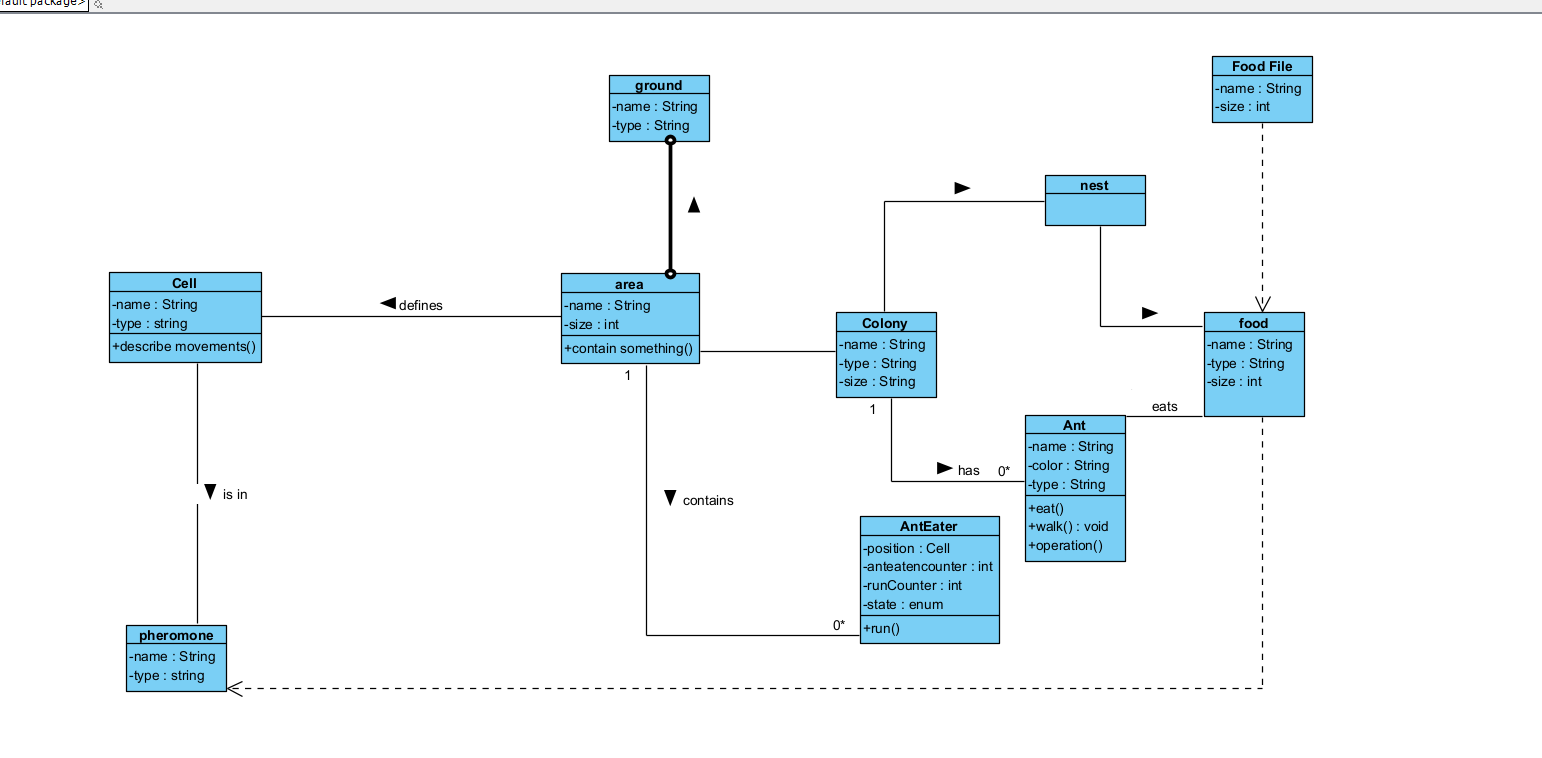 fault package>
Food File
-name : String
-size : int
ground
-name : String
-type : String
nest
Cell
-name : String
-type : string
+describe movements()
defines
area
-name : String
-size : int
+contain something()
1
Colony
-name : String
-type : String
-size : String
1
food
-name : String
-type : String
-size : int
eats
Ant
-name : String
-color : String
-type : String
+eat()
+walk() : void
+operation()
has
0*
is in
contains
AntEater
-position : Cell
-anteatencounter : int
-runCounter : int
-state : enum
+run()
0*
pheromone
-name : String
-type : string